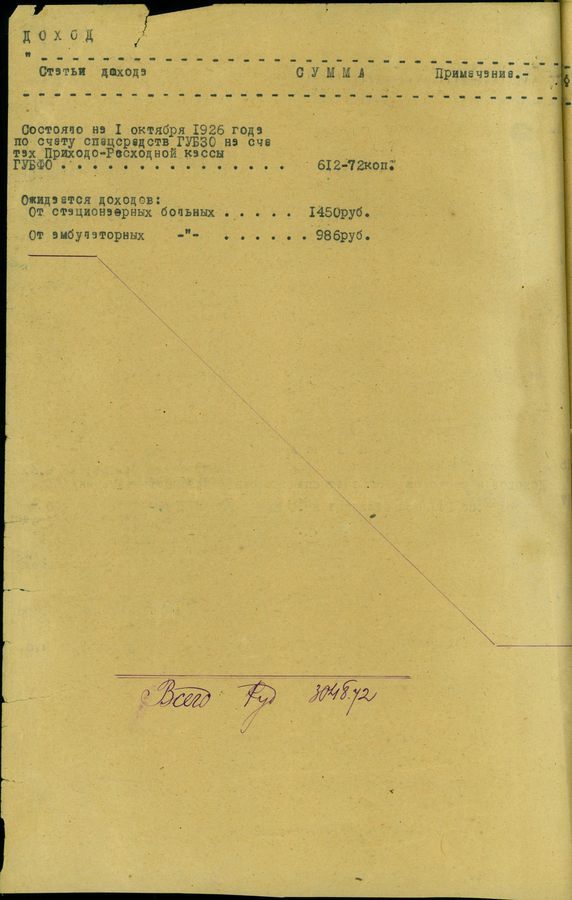 ДОХОД
Статьи дохода СУММА Примечание.-
Состояло на I октября 1926 года
по счету спецсредств ГУБЗО на сче
тах Приходо-Расходной кассы
ГУБФО . . . . . . . . . . . . . . . . 612-72коп.
Ожидается доходов:
От стационарных больных . . . . . 1450руб.
От амбулаторных -"- . . . . . . 986руб.
Всего Руб 3048.72